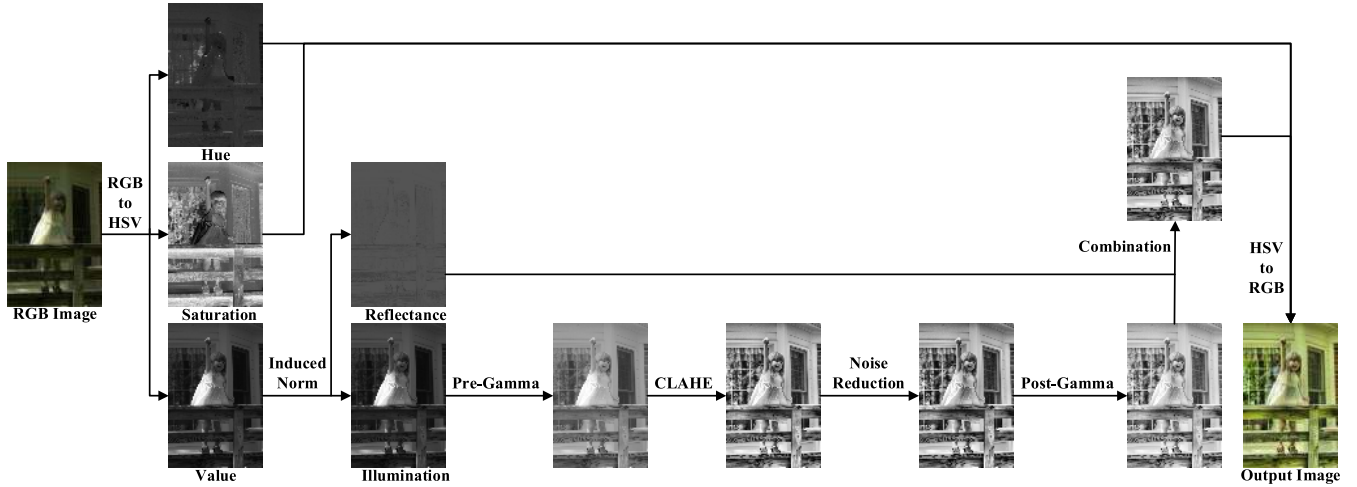 Hue
RGB
to
HSV
RGB Image
Saturation
Reflectance
Combination
HSV
to
RGB
Induced
Norm
Pre-Gamma
CLAHE
Noise
Reduction
Post-Gamma
Value
Illumination
Output Image